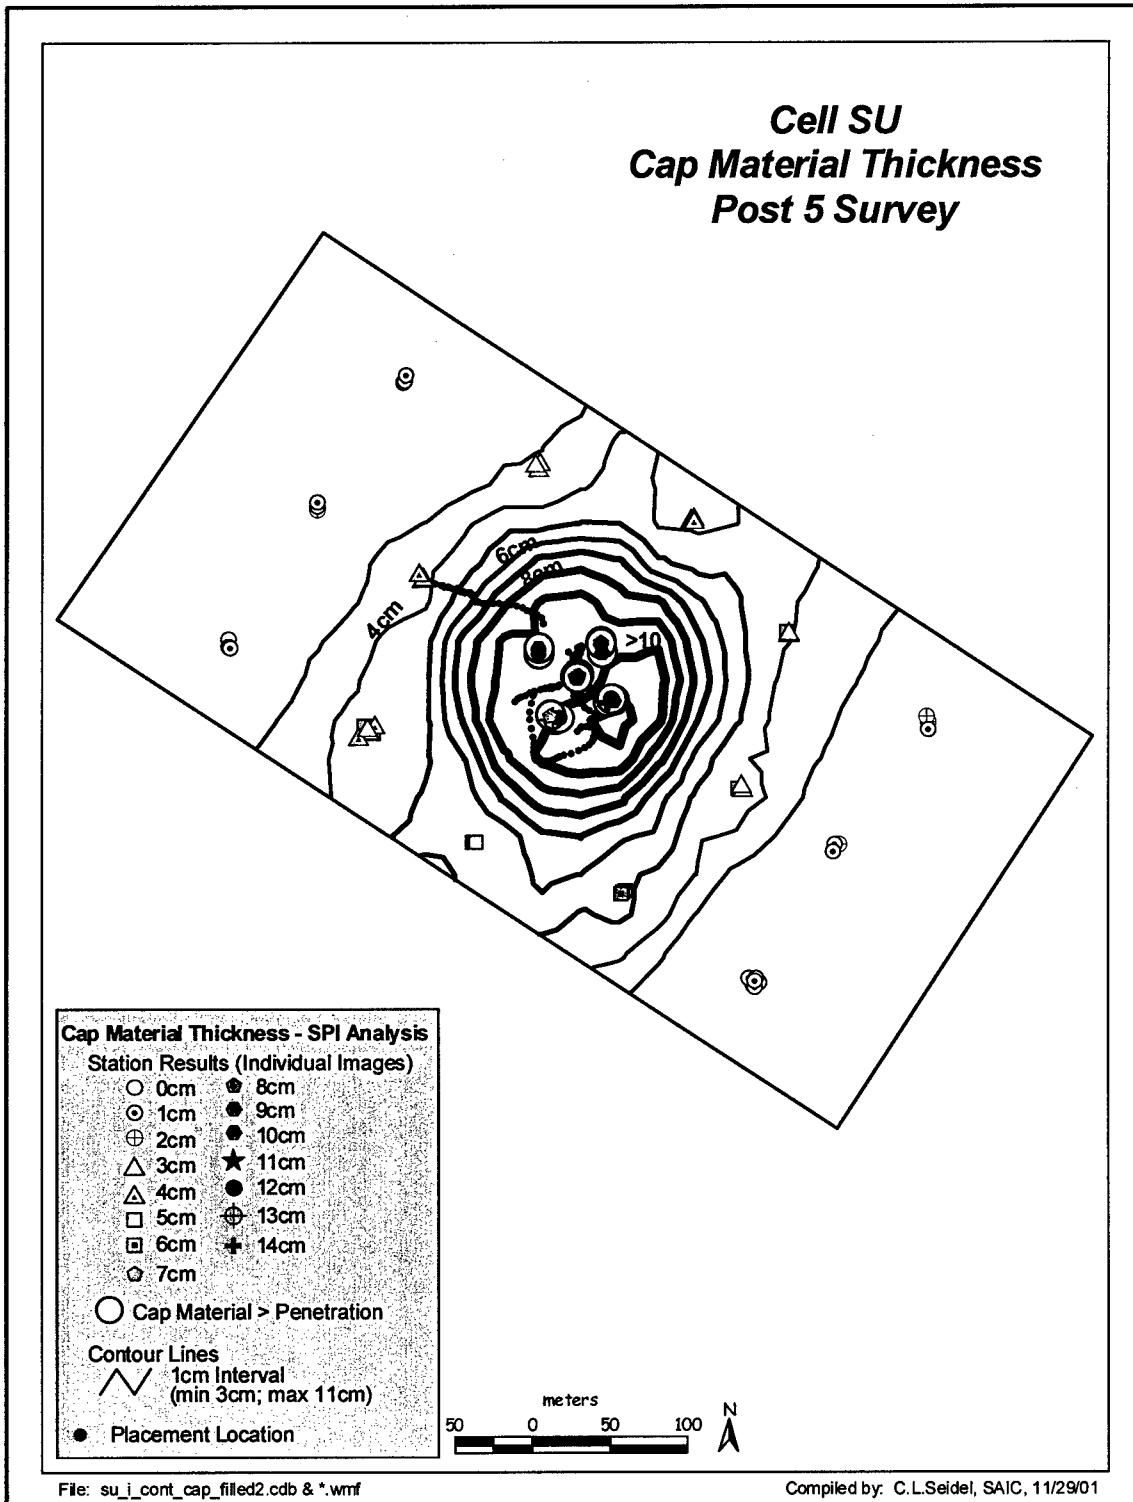 Cell SU
Cap Material Thickness
Post 5 Survey
6cm
8cm
4cm
>10
Cap Material Thickness - SPI Analysis
Station Results (Individual Images)
0cm
1cm
2cm
3cm
4cm
5cm
6cm
7cm
8cm
9cm
10cm
11cm
12cm
13cm
14cm
Cap Material > Penetration
Contour Lines
1cm Interval
(min 3cm; max 11cm)
Placement Location
meters
50 0 50 100
N
File: su_i_cont_cap_filled2.cdb & *.wmf
Compiled by: C.L.Seidel, SAIC, 11/29/01